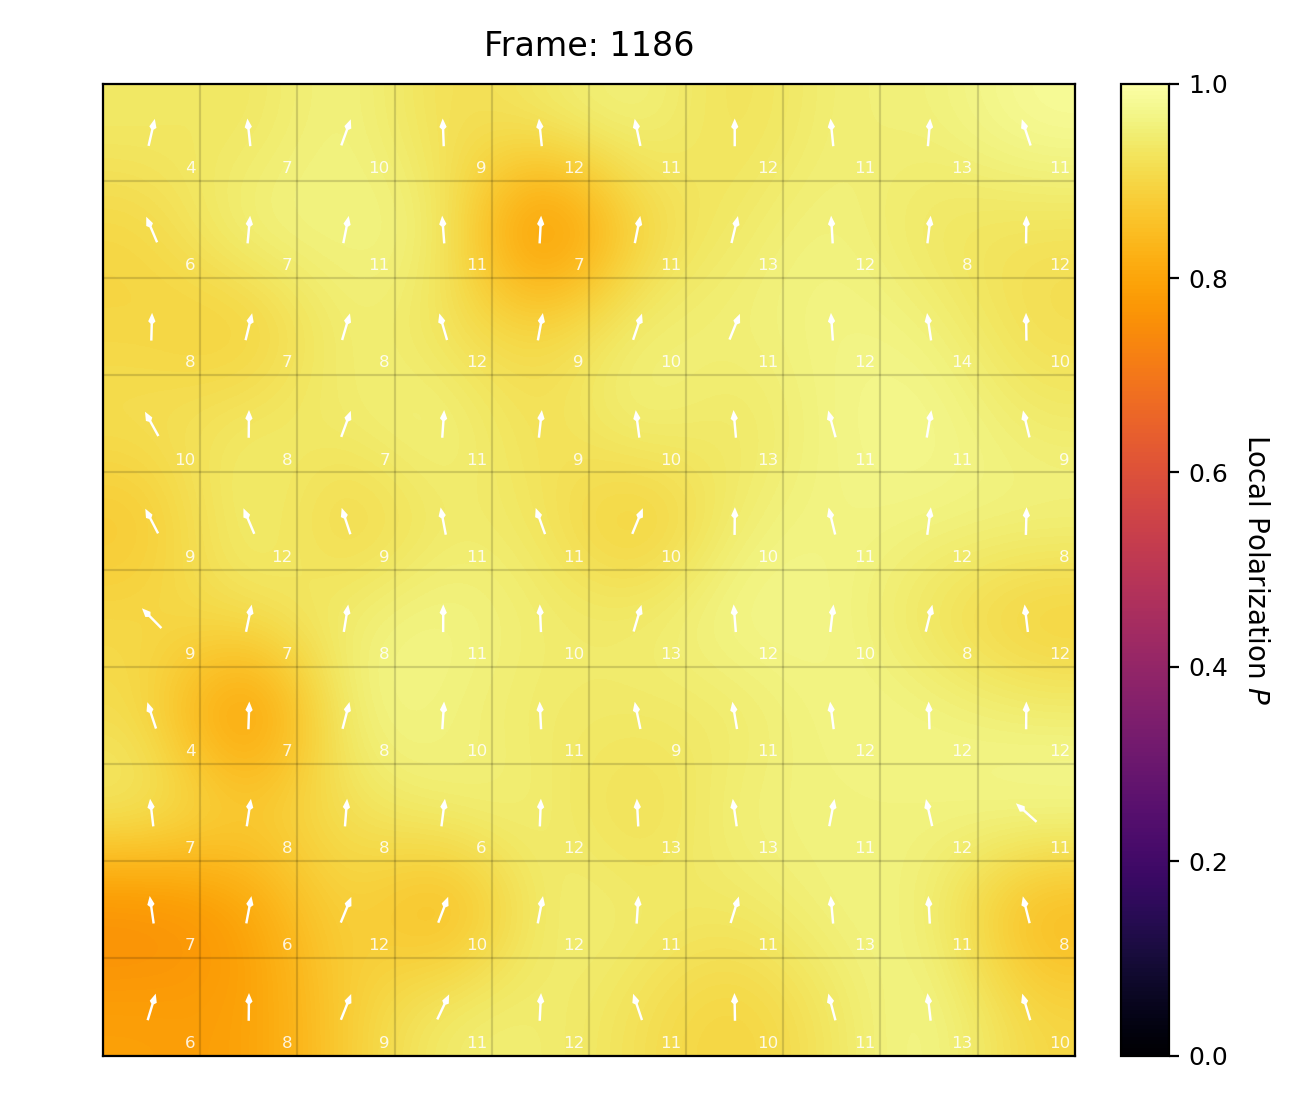 Frame: 1186
4 7 10 9 12 11 12 11 13 11
6 7 11 11 7 11 13 12 8 12
8 7 8 12 9 10 11 12 14 10
10 8 7 11 9 10 13 11 11 9
9 12 9 11 11 10 10 11 12 8
9 7 8 11 10 13 12 10 8 12
4 7 8 10 11 9 11 12 12 12
7 8 8 6 12 13 13 11 12 11
7 6 12 10 12 11 11 13 11 8
6 8 9 11 12 11 10 11 13 10
1.0
0.8
0.6
0.4
0.2
0.0
Local Polarization P